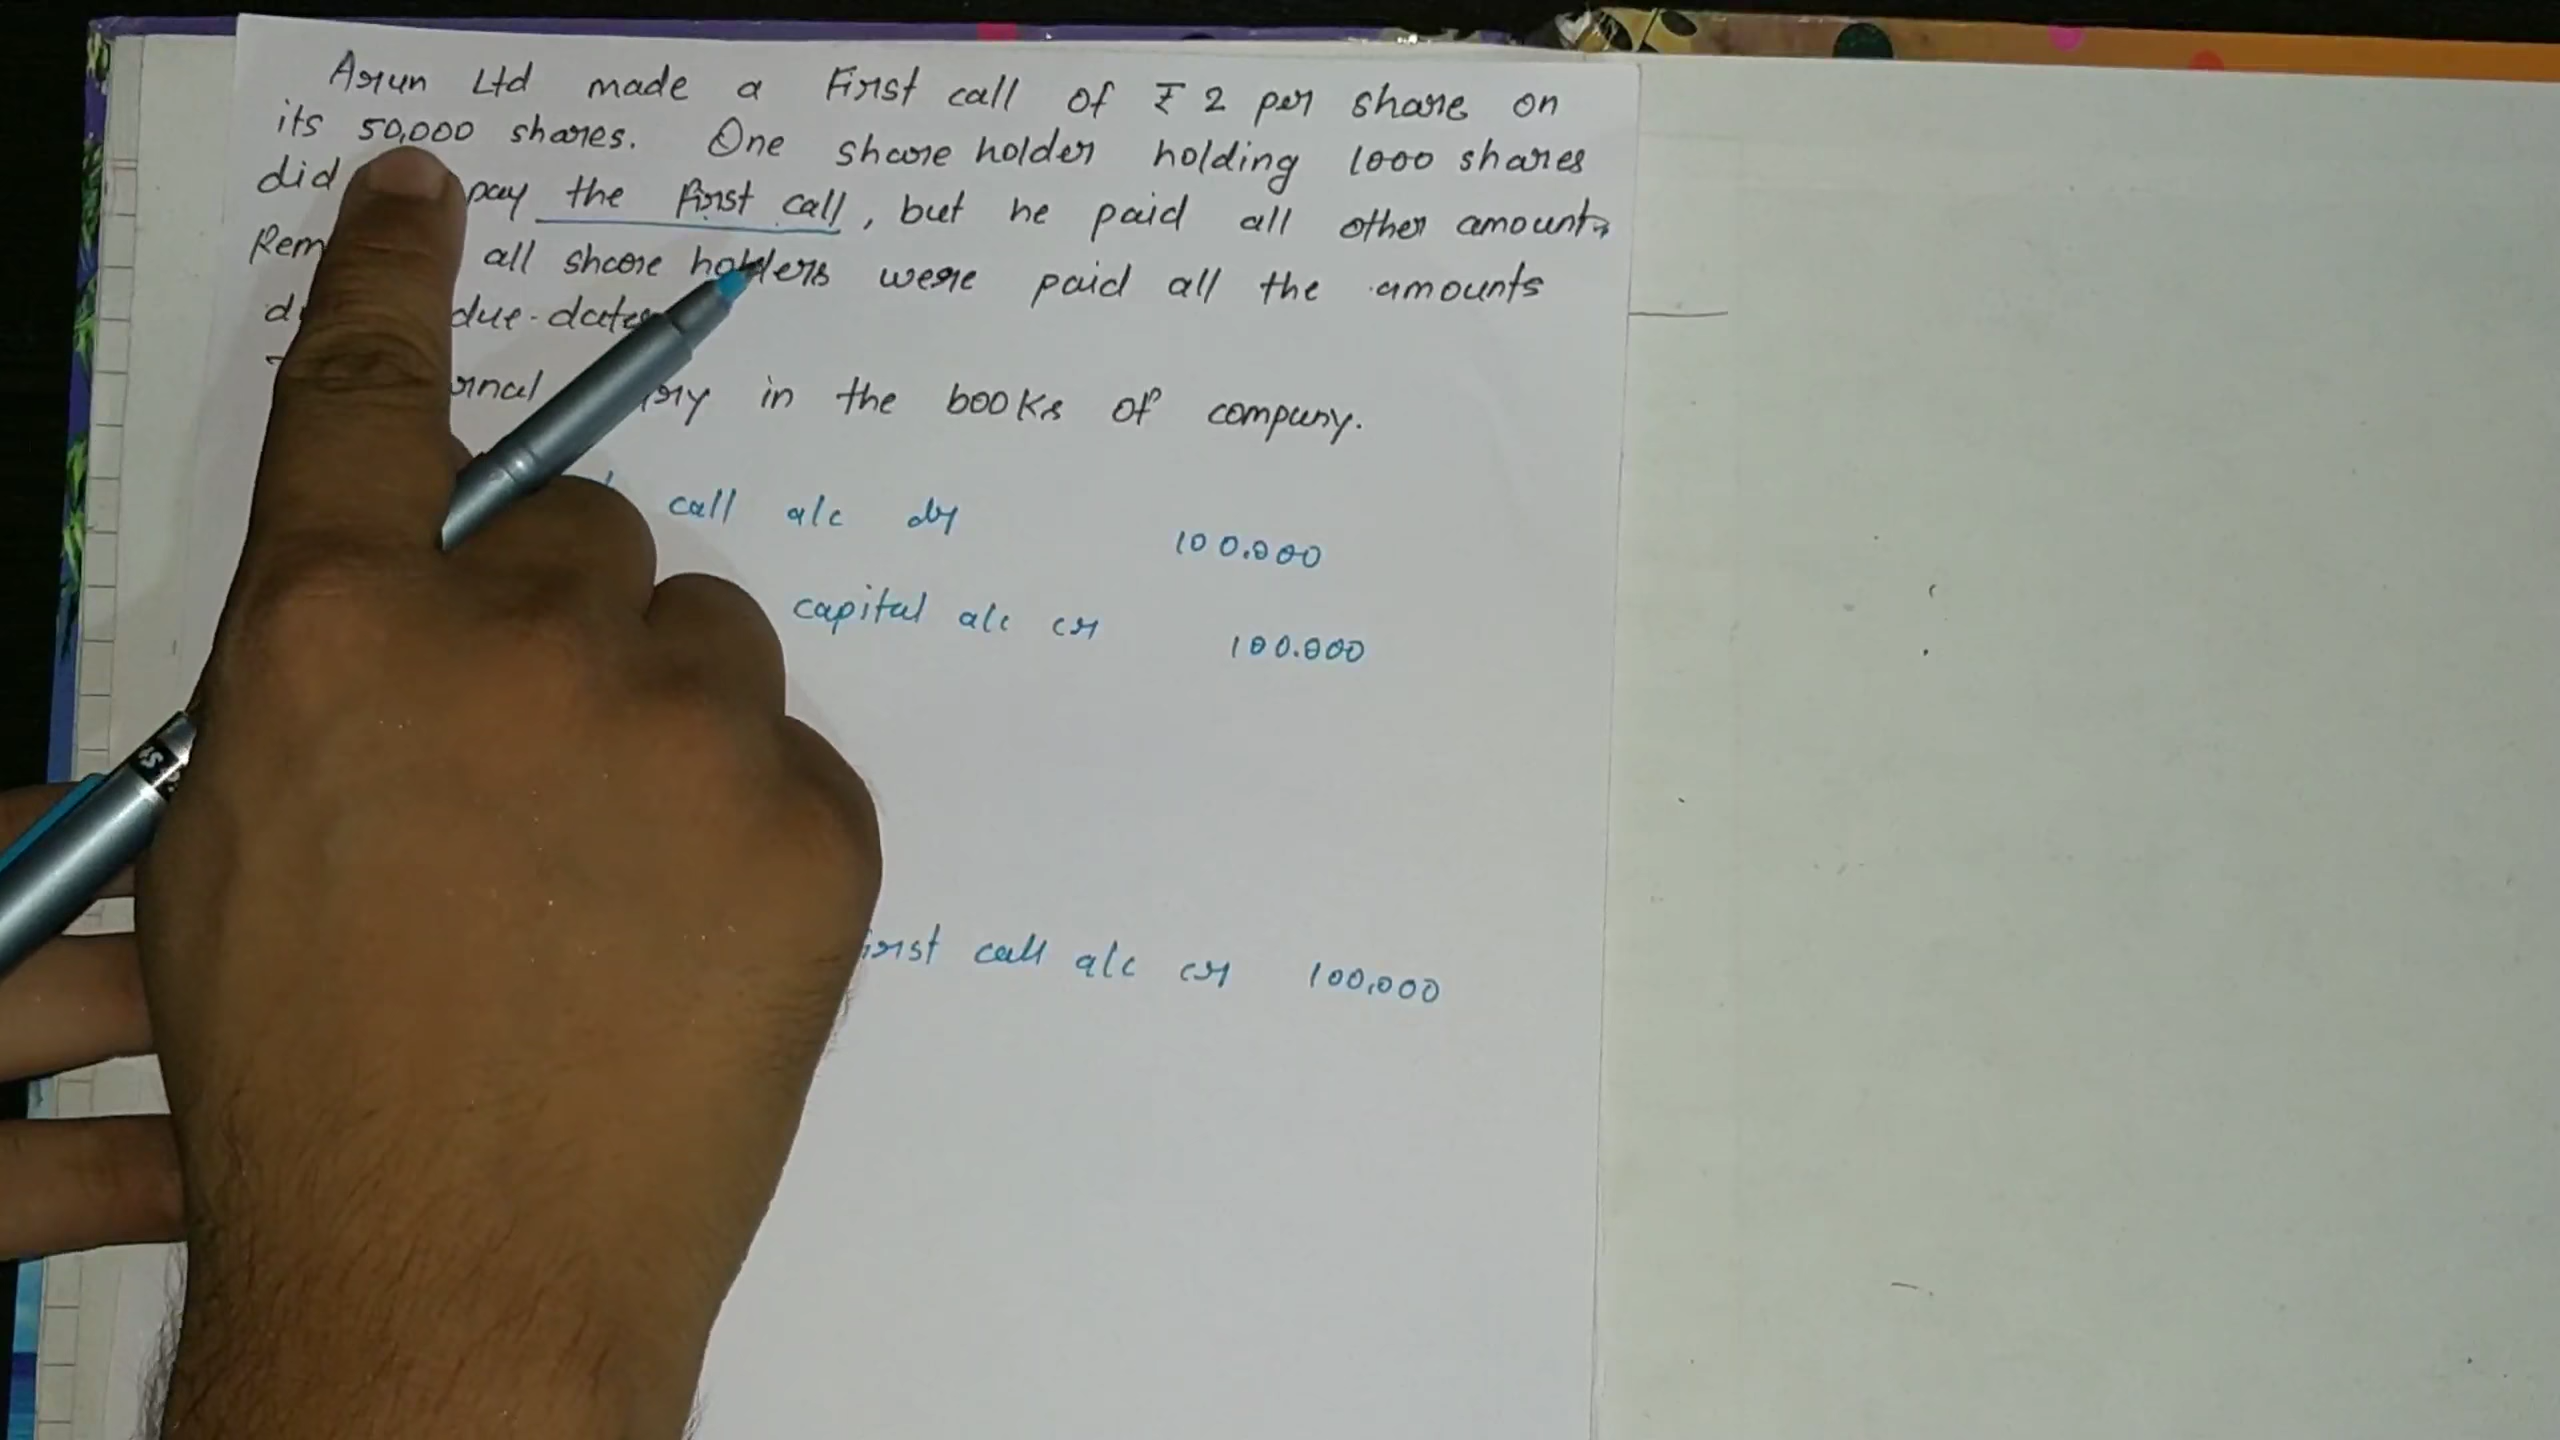 Arun Ltd made a First call of ₹ 2 per share on
its 50,000 shares. One share holder holding 1000 shares
did pay the first call, but he paid all other amounts
all share holders were paid all the amounts
due-dates
in the books of company.
call a/c dr 100.000
capital a/c cr 100.000
first call a/c cr 100,000